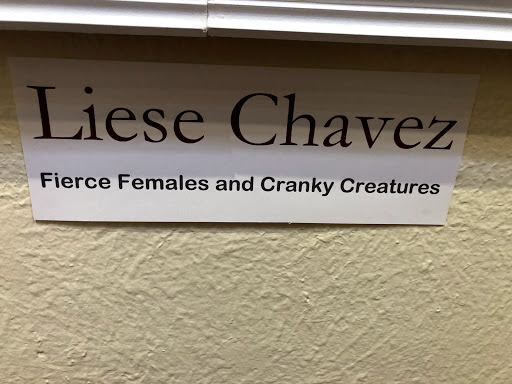 Liese Chavez
Fierce Females and Cranky Creatures